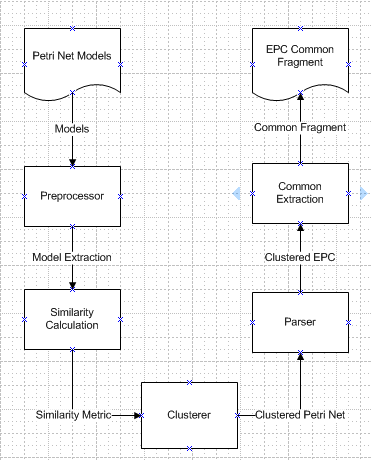 Petri Net Models
Models
Preprocessor
Model Extraction
Similarity
Calculation
Similarity Metric
Clusterer
Clustered Petri Net
Parser
Clustered EPC
Common
Extraction
Common Fragment
EPC Common
Fragment